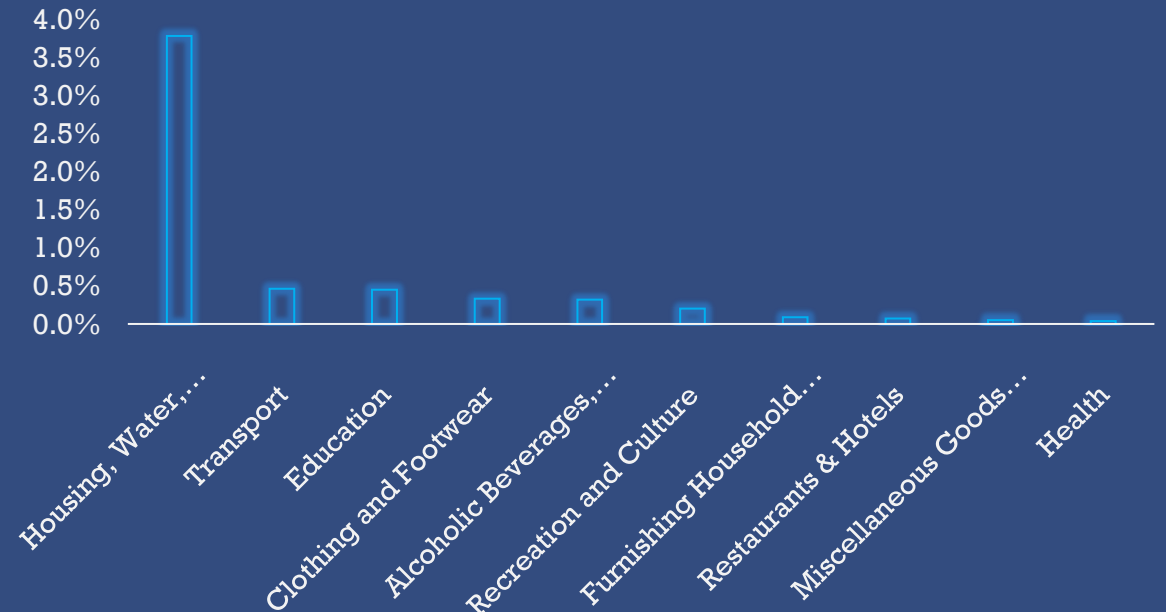 4.0%
3.5%
3.0%
2.5%
2.0%
1.5%
1.0%
0.5%
0.0%
Housing, Water,...
Transport
Education
Clothing and Footwear
Alcoholic Beverages,...
Recreation and Culture
Furnishing Household...
Restaurants & Hotels
Miscellaneous Goods...
Health